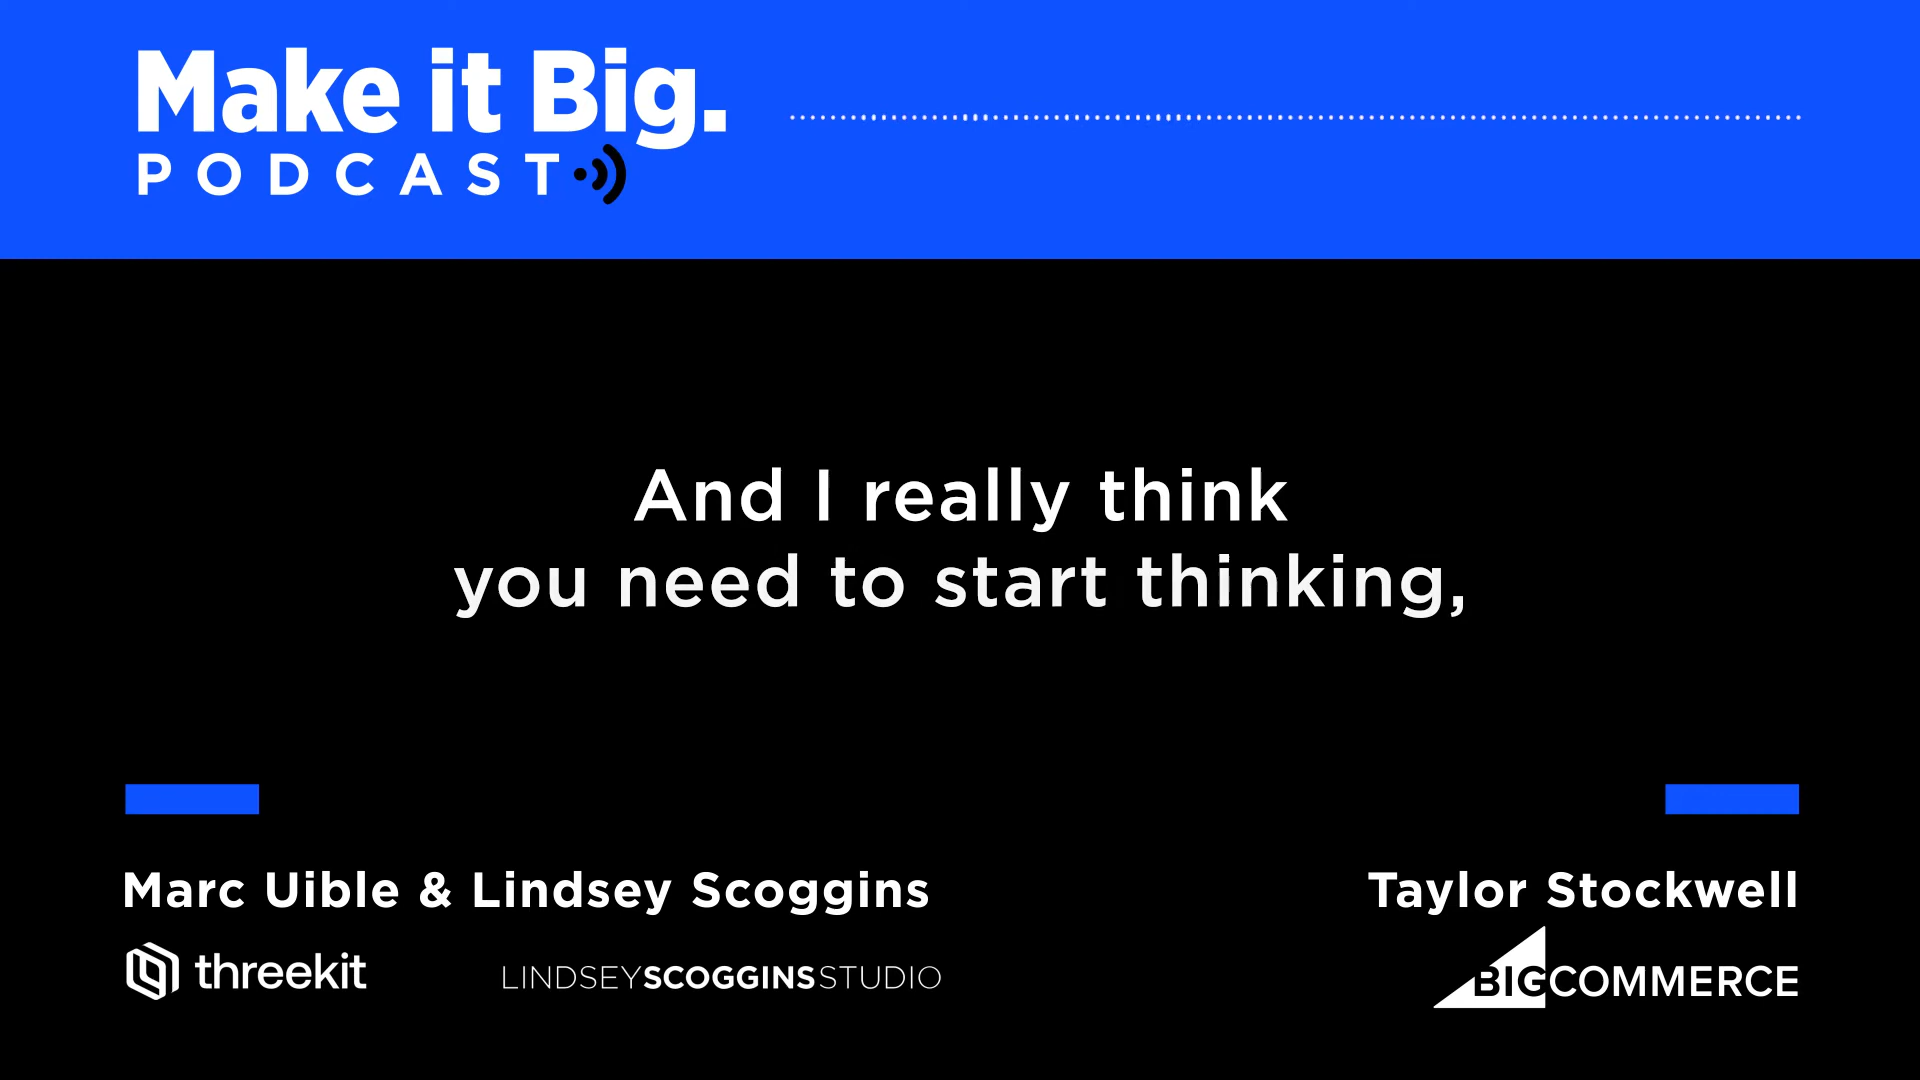 Make it Big.
PODCAST
And I really think
you need to start thinking,
Marc Uible & Lindsey Scoggins
Taylor Stockwell
threekit
LINDSEYSCOGGINSSTUDIO
BIGCOMMERCE